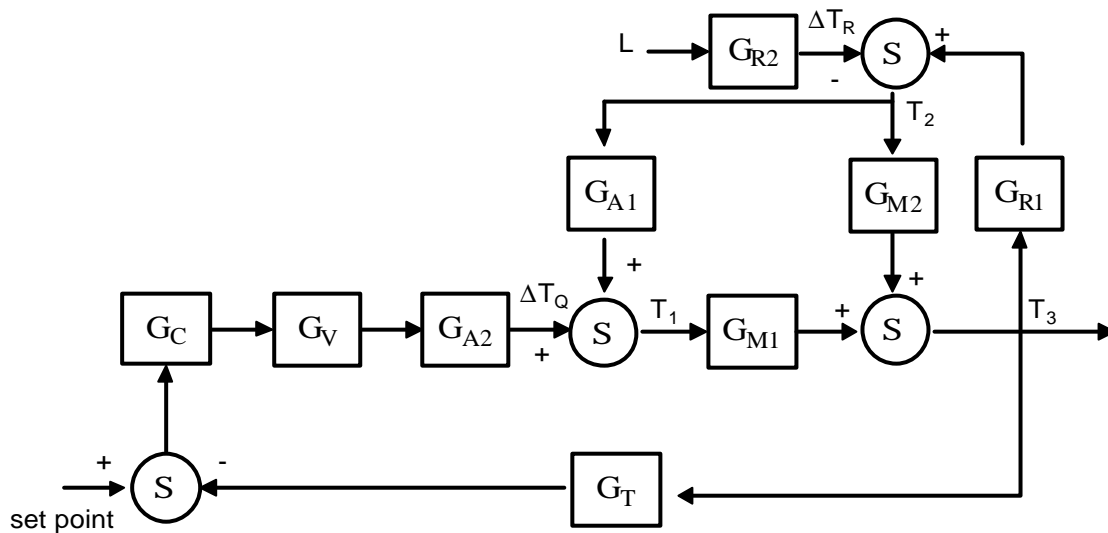 ΔT_R
L
G_R2
S
+
-
T_2
G_A1
G_M2
G_R1
+
+
ΔT_Q
T_1
+
T_3
G_C
G_V
G_A2
S
G_M1
S
+
+
-
S
G_T
set point